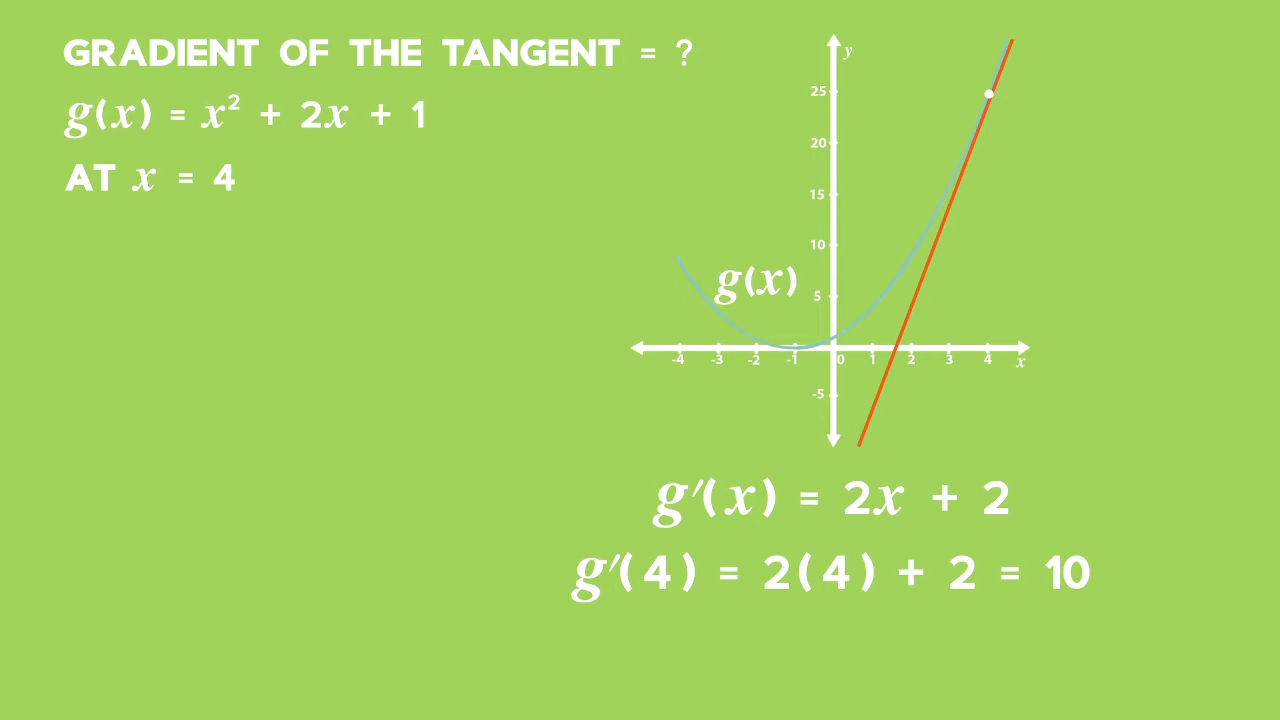 GRADIENT OF THE TANGENT = ?
g(x) = x² + 2x + 1
AT x = 4
y
25
20
15
10
5
g(x)
-4 -3 -2 -1 0 1 2 3 4 x
-5
g′(x) = 2x + 2
g′(4) = 2(4) + 2 = 10